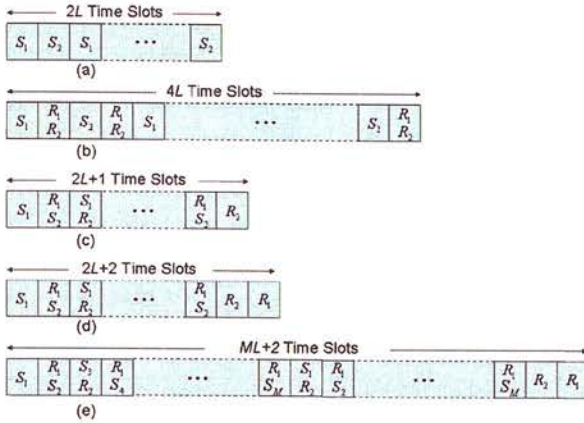 2L Time Slots
S₁ S₂ S₁ ··· S₂
(a)
4L Time Slots
S₁ R₁ R₂ S₂ R₁ R₂ S₁ ··· S₂ R₁ R₂
(b)
2L+1 Time Slots
S₁ R₁ S₂ S₁ R₂ ··· R₁ S₂ R₂
(c)
2L+2 Time Slots
S₁ R₁ S₂ S₁ R₂ ··· R₁ S₂ R₂ R₁
(d)
ML+2 Time Slots
S₁ R₁ S₂ S₃ R₂ R₁ S₄ ··· R₁ S_M S₁ R₂ R₁ S₂ ··· R₁ S_M R₂ R₁
(e)